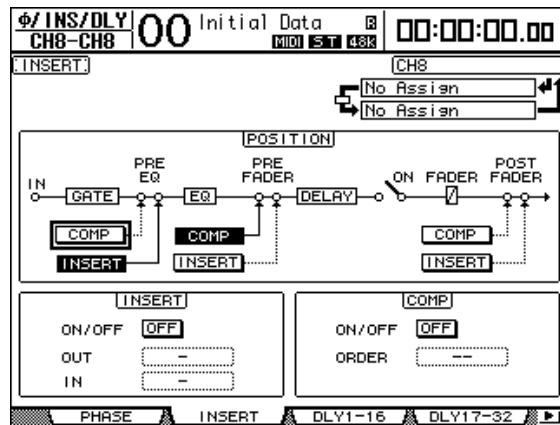 φ/INS/DLY 00 Initial Data R 00:00:00.00
CH8-CH8 MIDI ST 48K
INSERT CH8
No Assign
No Assign
POSITION
PRE EQ PRE FADER ON FADER POST FADER
IN GATE EQ DELAY
COMP COMP COMP
INSERT INSERT INSERT
INSERT COMP
ON/OFF OFF ON/OFF OFF
OUT - ORDER --
IN -
PHASE INSERT DLY1-16 DLY17-32